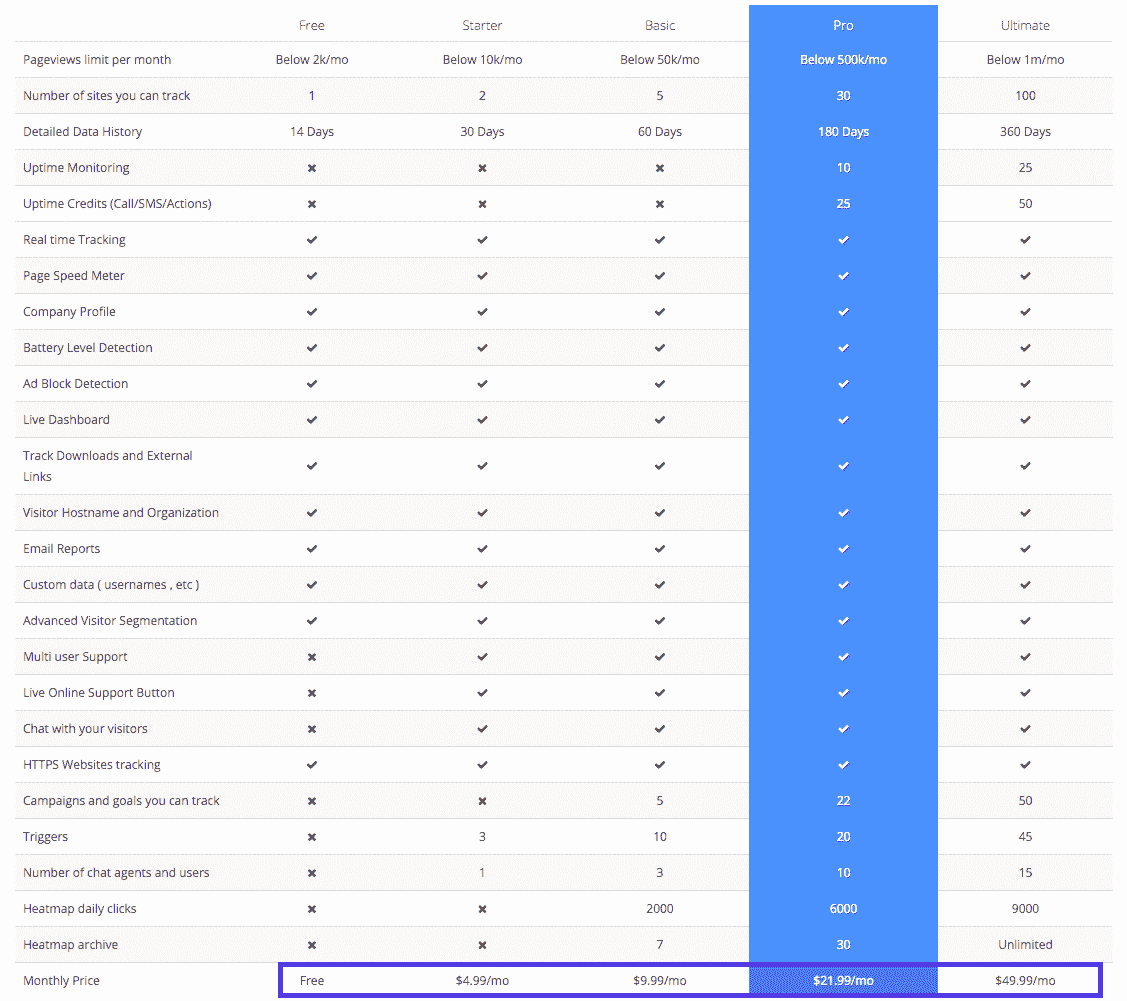 Free Starter Basic Pro Ultimate
Pageviews limit per month Below 2k/mo Below 10k/mo Below 50k/mo Below 500k/mo Below 1m/mo
Number of sites you can track 1 2 5 30 100
Detailed Data History 14 Days 30 Days 60 Days 180 Days 360 Days
Uptime Monitoring ✖ ✖ ✖ 10 25
Uptime Credits (Call/SMS/Actions) ✖ ✖ ✖ 25 50
Real time Tracking ✔ ✔ ✔ ✔ ✔
Page Speed Meter ✔ ✔ ✔ ✔ ✔
Company Profile ✔ ✔ ✔ ✔ ✔
Battery Level Detection ✔ ✔ ✔ ✔ ✔
Ad Block Detection ✔ ✔ ✔ ✔ ✔
Live Dashboard ✔ ✔ ✔ ✔ ✔
Track Downloads and External
Links ✔ ✔ ✔ ✔ ✔
Visitor Hostname and Organization ✔ ✔ ✔ ✔ ✔
Email Reports ✔ ✔ ✔ ✔ ✔
Custom data ( usernames , etc ) ✔ ✔ ✔ ✔ ✔
Advanced Visitor Segmentation ✔ ✔ ✔ ✔ ✔
Multi user Support ✖ ✔ ✔ ✔ ✔
Live Online Support Button ✖ ✔ ✔ ✔ ✔
Chat with your visitors ✖ ✔ ✔ ✔ ✔
HTTPS Websites tracking ✔ ✔ ✔ ✔ ✔
Campaigns and goals you can track ✖ ✖ 5 22 50
Triggers ✖ 3 10 20 45
Number of chat agents and users ✖ 1 3 10 15
Heatmap daily clicks ✖ ✖ 2000 6000 9000
Heatmap archive ✖ ✖ 7 30 Unlimited
Monthly Price Free $4.99/mo $9.99/mo $21.99/mo $49.99/mo